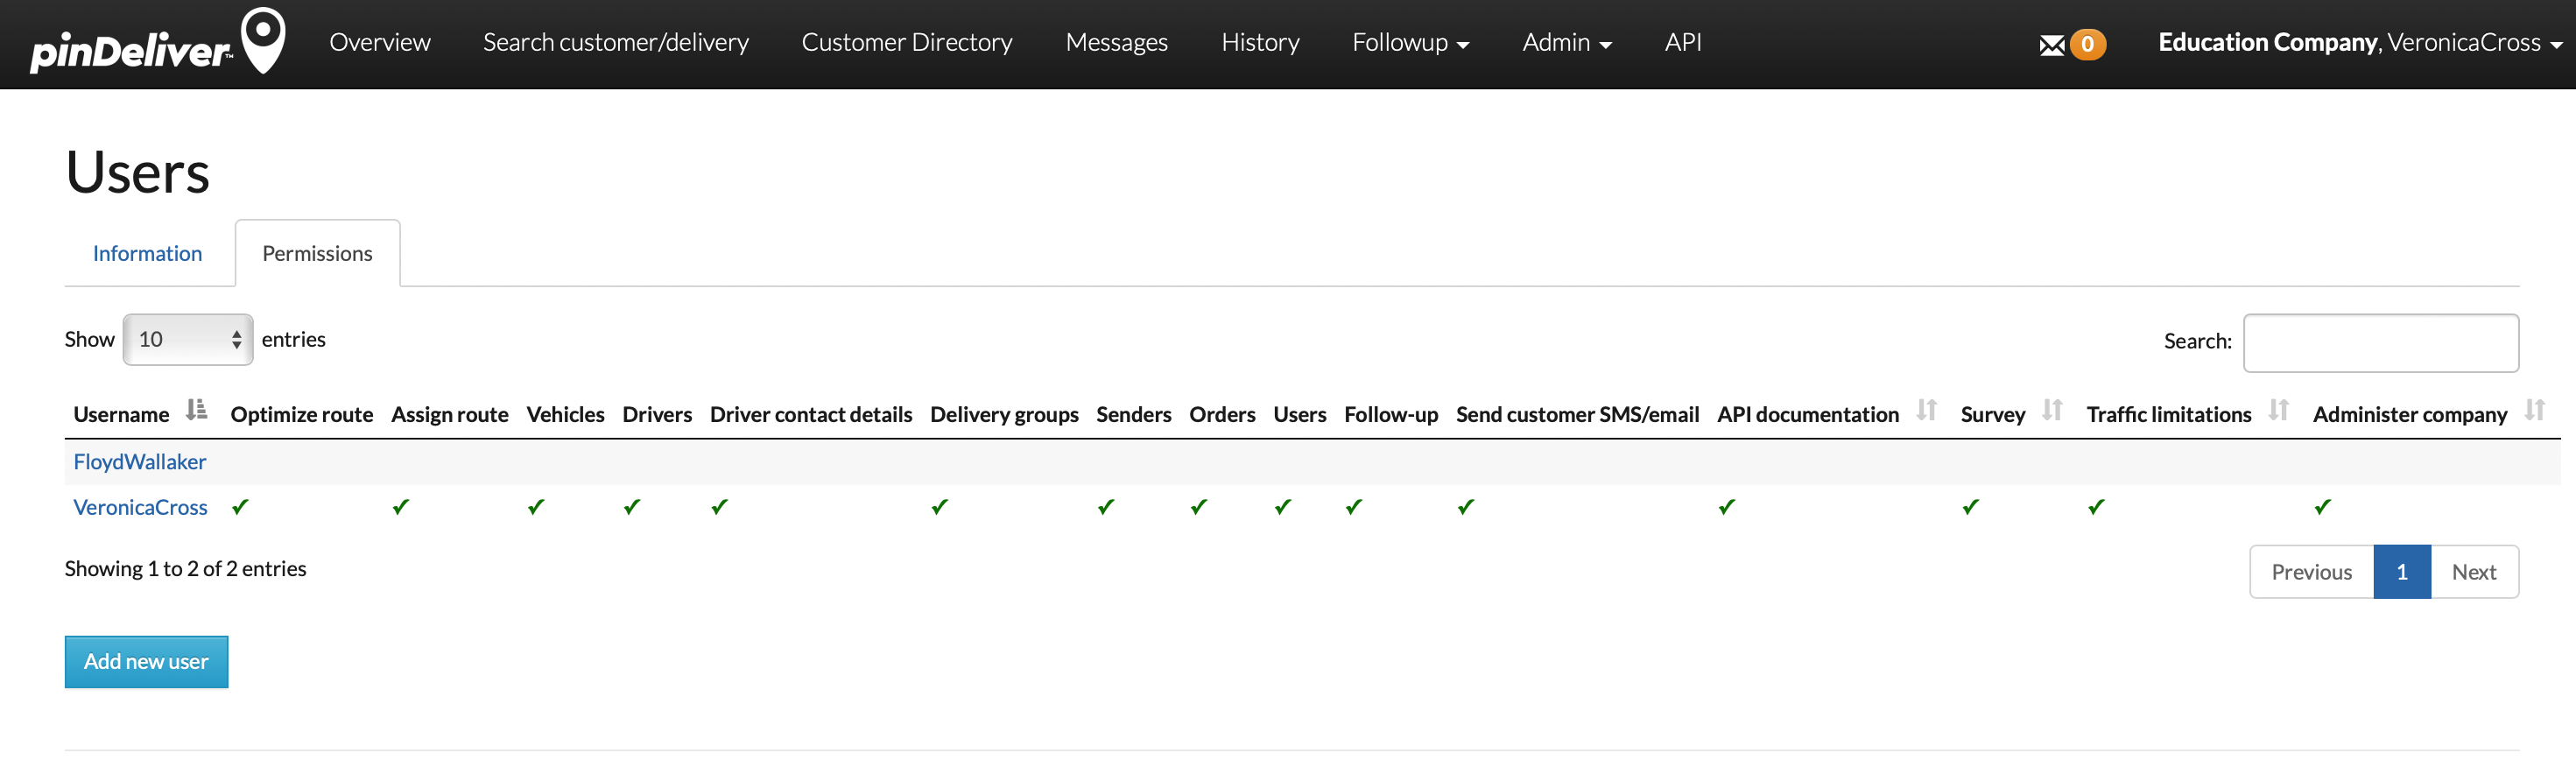 pinDeliver™ Overview Search customer/delivery Customer Directory Messages History Followup Admin API 0 Education Company, VeronicaCross
Users
Information Permissions
Show 10 entries Search:
Username Optimize route Assign route Vehicles Drivers Driver contact details Delivery groups Senders Orders Users Follow-up Send customer SMS/email API documentation Survey Traffic limitations Administer company
FloydWallaker
VeronicaCross ✓ ✓ ✓ ✓ ✓ ✓ ✓ ✓ ✓ ✓ ✓ ✓ ✓ ✓ ✓
Showing 1 to 2 of 2 entries Previous 1 Next
Add new user